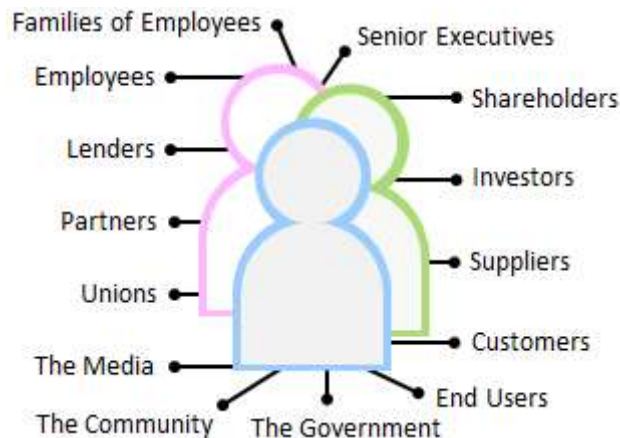 Families of Employees
Senior Executives
Employees
Shareholders
Lenders
Investors
Partners
Suppliers
Unions
Customers
The Media
End Users
The Community
The Government